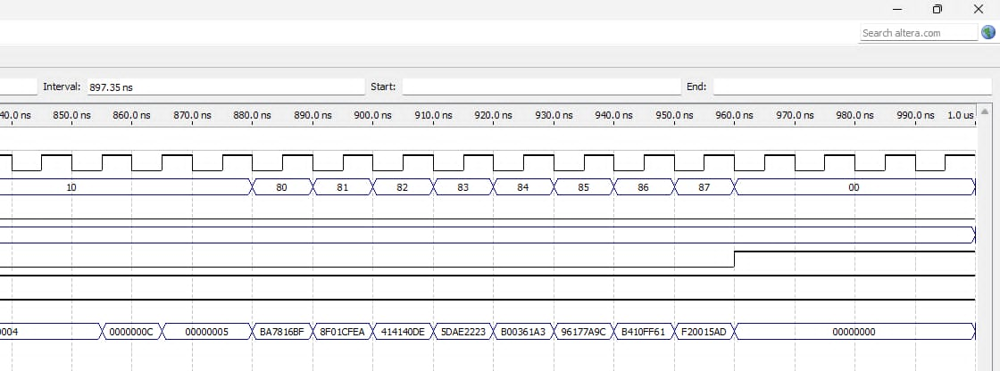 Search altera.com
Interval: 897.35 ns Start: End:
40.0 ns 850.0 ns 860.0 ns 870.0 ns 880.0 ns 890.0 ns 900.0 ns 910.0 ns 920.0 ns 930.0 ns 940.0 ns 950.0 ns 960.0 ns 970.0 ns 980.0 ns 990.0 ns 1.0 us
10 80 81 82 83 84 85 86 87 00
0004 0000000C 00000005 BA7816BF 8F01CFEA 414140DE 5DAE2223 B00361A3 96177A9C B410FF61 F20015AD 00000000